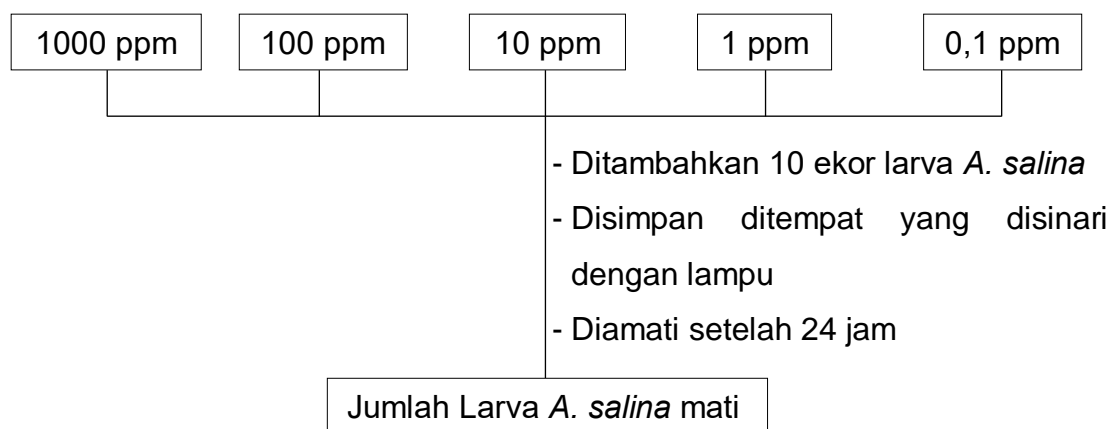 1000 ppm 100 ppm 10 ppm 1 ppm 0,1 ppm
- Ditambahkan 10 ekor larva A. salina
- Disimpan ditempat yang disinari
dengan lampu
- Diamati setelah 24 jam
Jumlah Larva A. salina mati